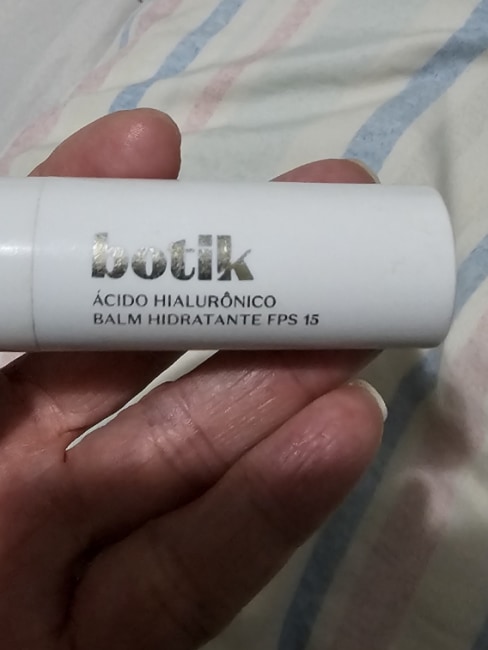 botik
ÁCIDO HIALURÔNICO
BALM HIDRATANTE FPS 15